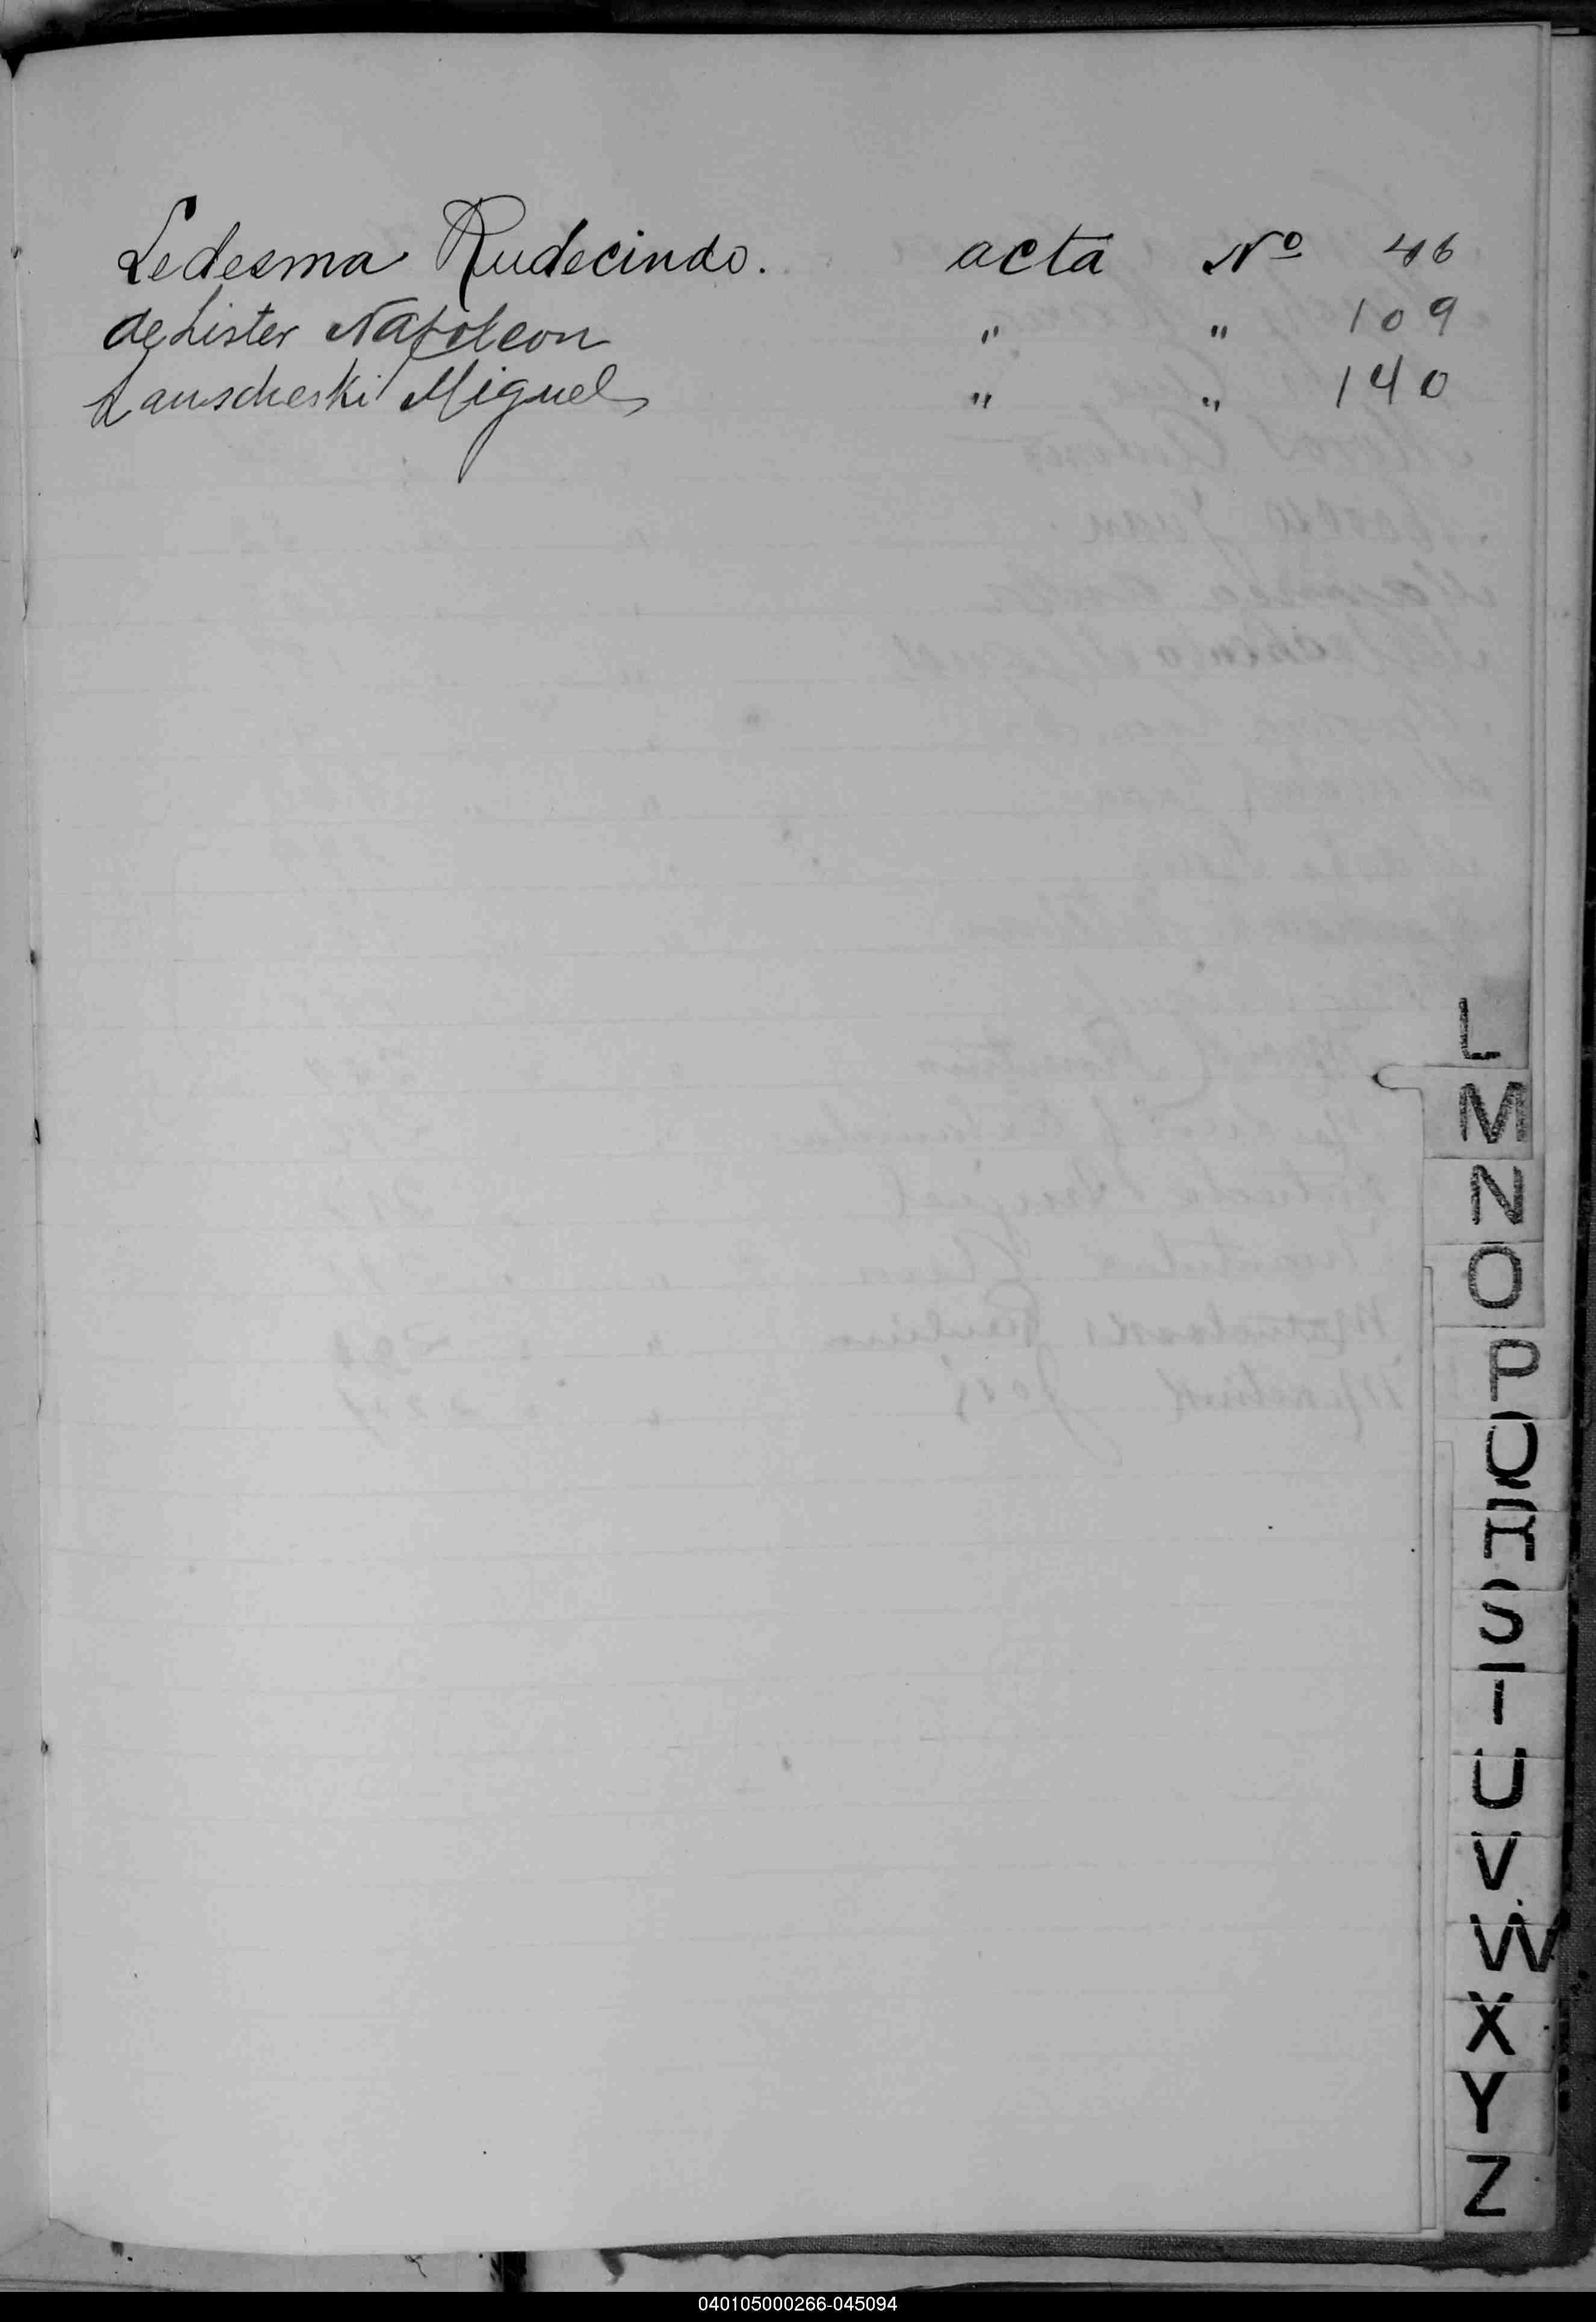 Ledesma Rudecindo. acta Nº 46
de Lister Napoleon " " 109
Lauscheski Miguel " " 140
L
M
N
O
P
Q
R
S
T
U
V
W
X
Y
Z
040105000266-045094